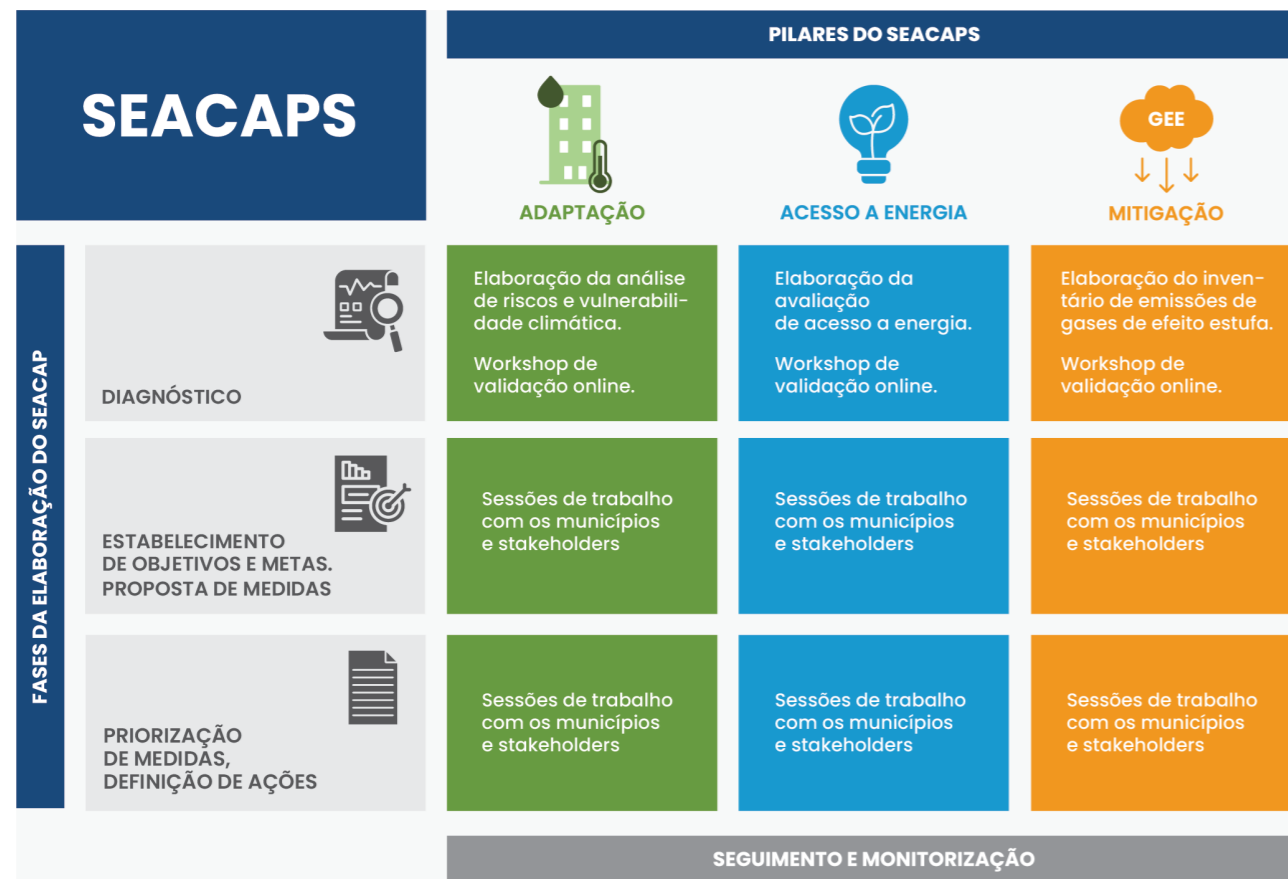 SEACAPS
PILARES DO SEACAPS
GEE
ADAPTAÇÃO
ACESSO A ENERGIA
MITIGAÇÃO
FASES DA ELABORAÇÃO DO SEACAP
DIAGNÓSTICO
Elaboração da análise
de riscos e vulnerabili-
dade climática.
Workshop de
validação online.
Elaboração da
avaliação
de acesso a energia.
Workshop de
validação online.
Elaboração do inven-
tário de emissões de
gases de efeito estufa.
Workshop de
validação online.
ESTABELECIMENTO
DE OBJETIVOS E METAS.
PROPOSTA DE MEDIDAS
Sessões de trabalho
com os municípios
e stakeholders
Sessões de trabalho
com os municípios
e stakeholders
Sessões de trabalho
com os municípios
e stakeholders
PRIORIZAÇÃO
DE MEDIDAS,
DEFINIÇÃO DE AÇÕES
Sessões de trabalho
com os municípios
e stakeholders
Sessões de trabalho
com os municípios
e stakeholders
Sessões de trabalho
com os municípios
e stakeholders
SEGUIMENTO E MONITORIZAÇÃO